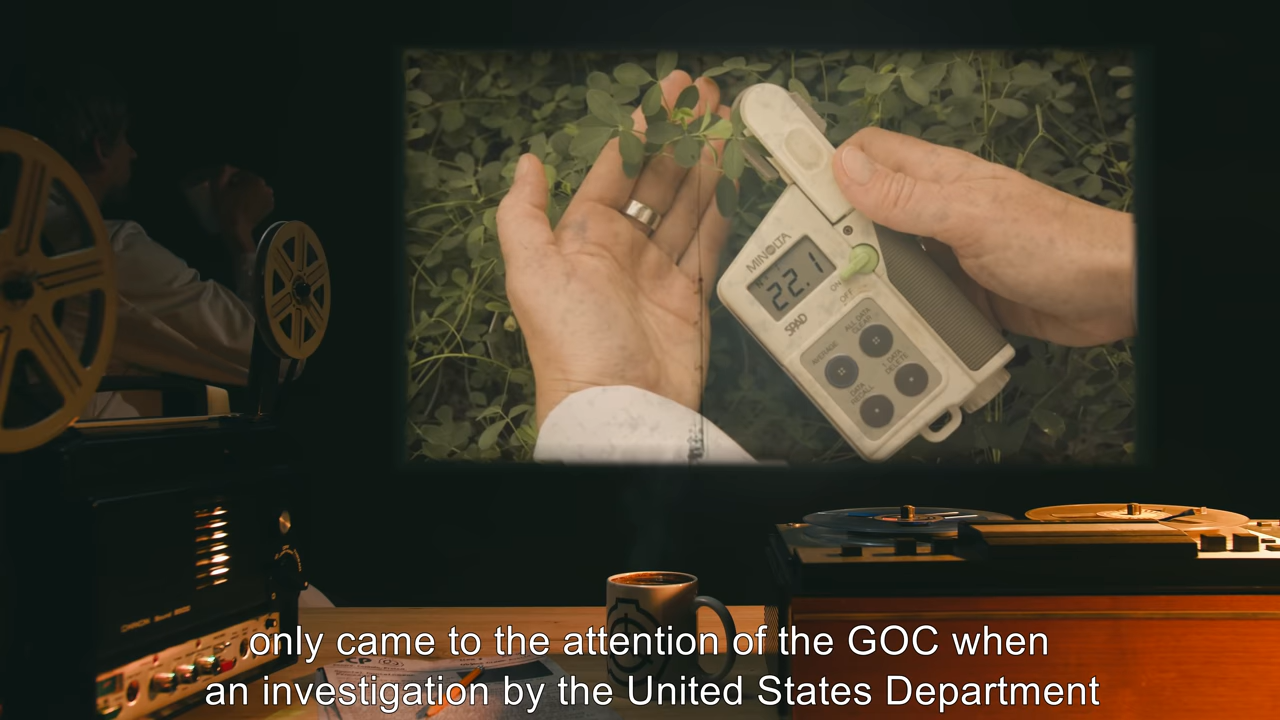 MINOLTA
22.1
ON
OFF
SPAD
ALL DATA
CLEAR
AVERAGE
1 DATA
DELETE
DATA
RECALL
only came to the attention of the GOC when
an investigation by the United States Department